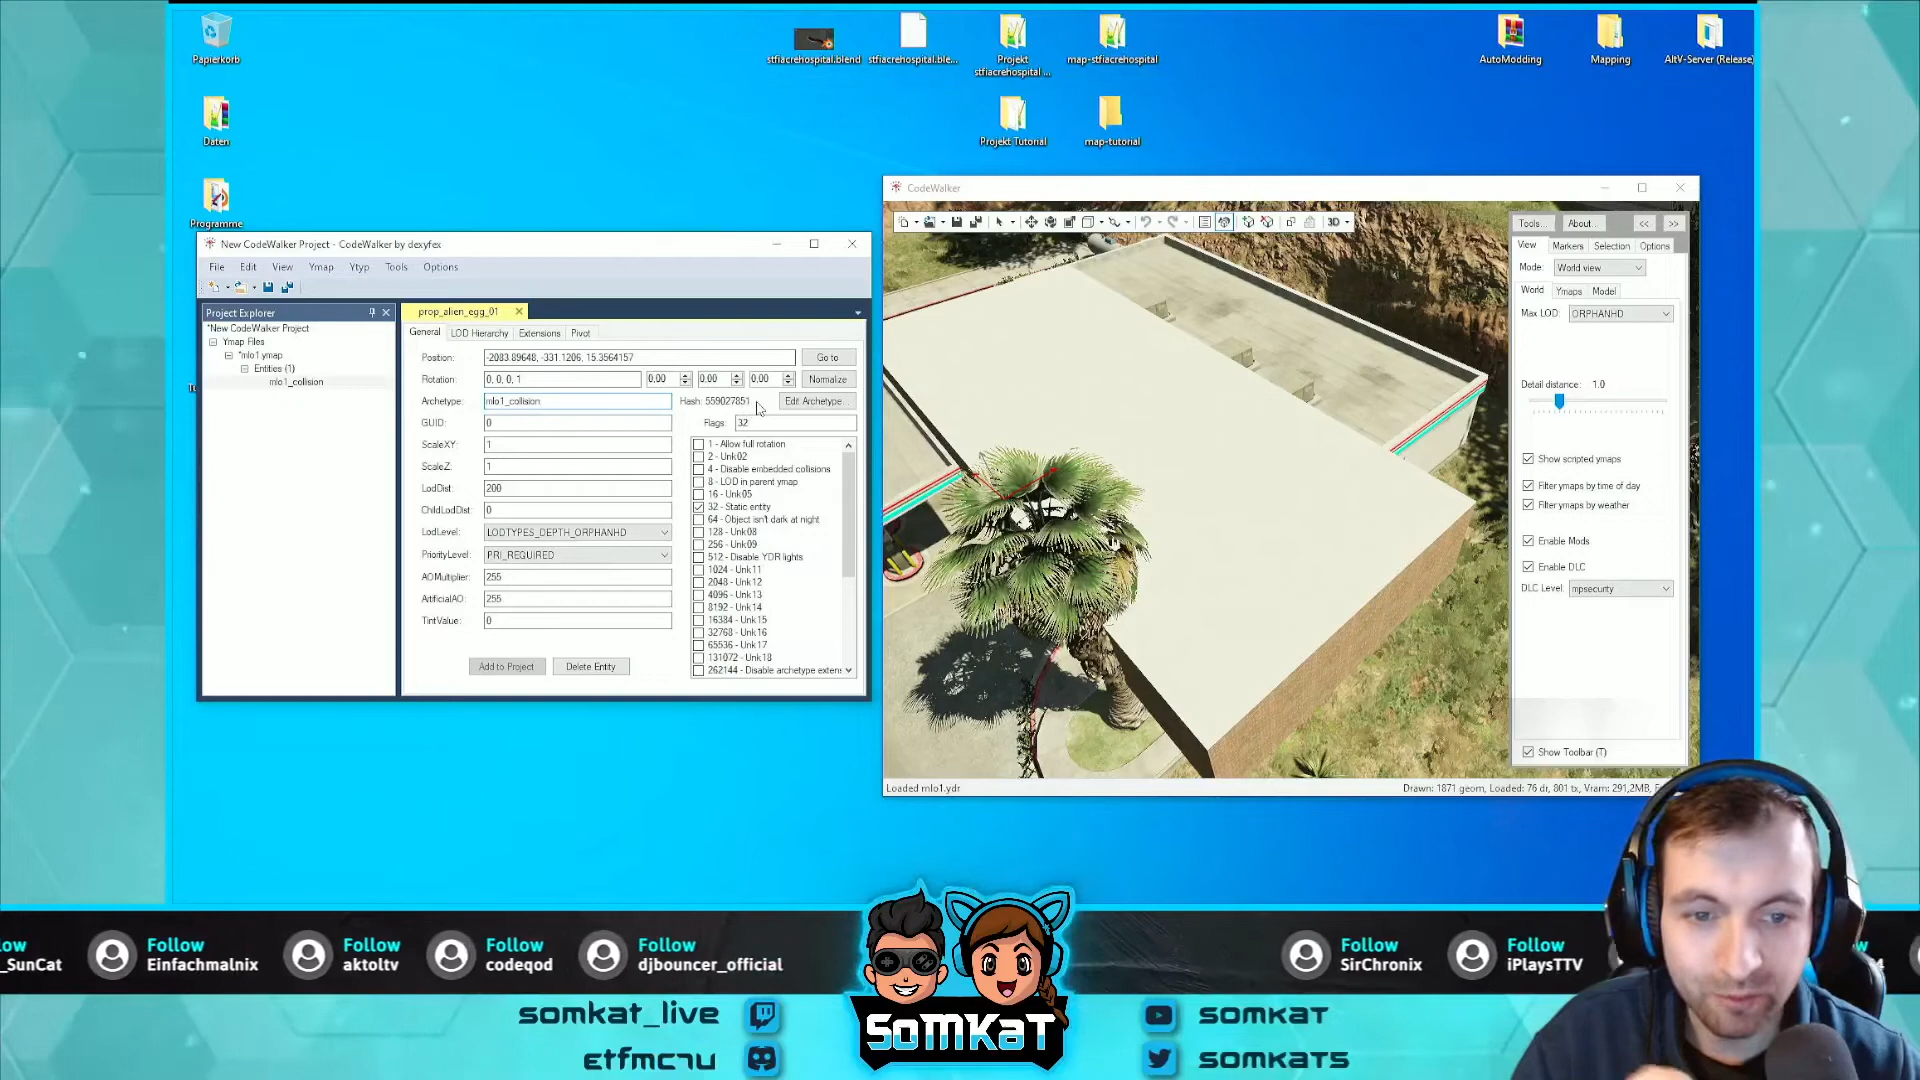 Papierkorb
stfiacrehospital.blend
stfiacrehospital.ble...
Projekt
stfiacrehospital ...
map-stfiacrehospital
AutoModding
Mapping
AltV-Server (Release)
Daten
Projekt Tutorial
map-tutorial
Programme
New CodeWalker Project - CodeWalker by dexyfex
File
Edit
View
Ymap
Ytyp
Tools
Options
Project Explorer
*New CodeWalker Project
Ymap Files
*mlo1.ymap
Entities (1)
mlo1_collision
prop_alien_egg_01
General
LOD Hierarchy
Extensions
Pivot
Position:
-2083.89648, -331.1206, 15.3564157
Go to
Rotation:
0, 0, 0, 1
0,00
0,00
0,00
Normalize
Archetype:
mlo1_collision
Hash: 559027851
Edit Archetype...
GUID:
0
Flags:
32
ScaleXY:
1
ScaleZ:
1
LodDist:
200
ChildLodDist:
0
LodLevel:
LODTYPES_DEPTH_ORPHANHD
PriorityLevel:
PRI_REQUIRED
AOMultiplier:
255
ArtificialAO:
255
TintValue:
0
Add to Project
Delete Entity
1 - Allow full rotation
2 - Unk02
4 - Disable embedded collisions
8 - LOD in parent ymap
16 - Unk05
32 - Static entity
64 - Object isn't dark at night
128 - Unk08
256 - Unk09
512 - Disable YDR lights
1024 - Unk11
2048 - Unk12
4096 - Unk13
8192 - Unk14
16384 - Unk15
32768 - Unk16
65536 - Unk17
131072 - Unk18
262144 - Disable archetype extens
CodeWalker
3D
Tools...
About...
<<
>>
View
Markers
Selection
Options
Mode:
World view
World
Ymaps
Model
Max LOD:
ORPHANHD
Detail distance:
1.0
Show scripted ymaps
Filter ymaps by time of day
Filter ymaps by weather
Enable Mods
Enable DLC
DLC Level:
mpsecurity
Show Toolbar (T)
Loaded mlo1.ydr
Drawn: 1871 geom, Loaded: 76 dr, 801 tx, Vram: 291,2MB,
_SunCat
Follow
Einfachmalnix
Follow
aktoltv
Follow
codeqod
Follow
djbouncer_official
Follow
SirChronix
Follow
iPlaysTTV
somkat_live
ETfmC7U
SOMKAT
SOMKAT
SOMKATS